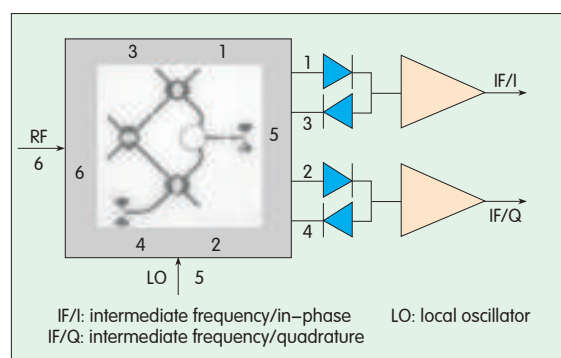 3 1
1
IF/I
3
5
RF
6
6
2
IF/Q
4
4 2
LO 5
IF/I: intermediate frequency/in–phase LO: local oscillator
IF/Q: intermediate frequency/quadrature